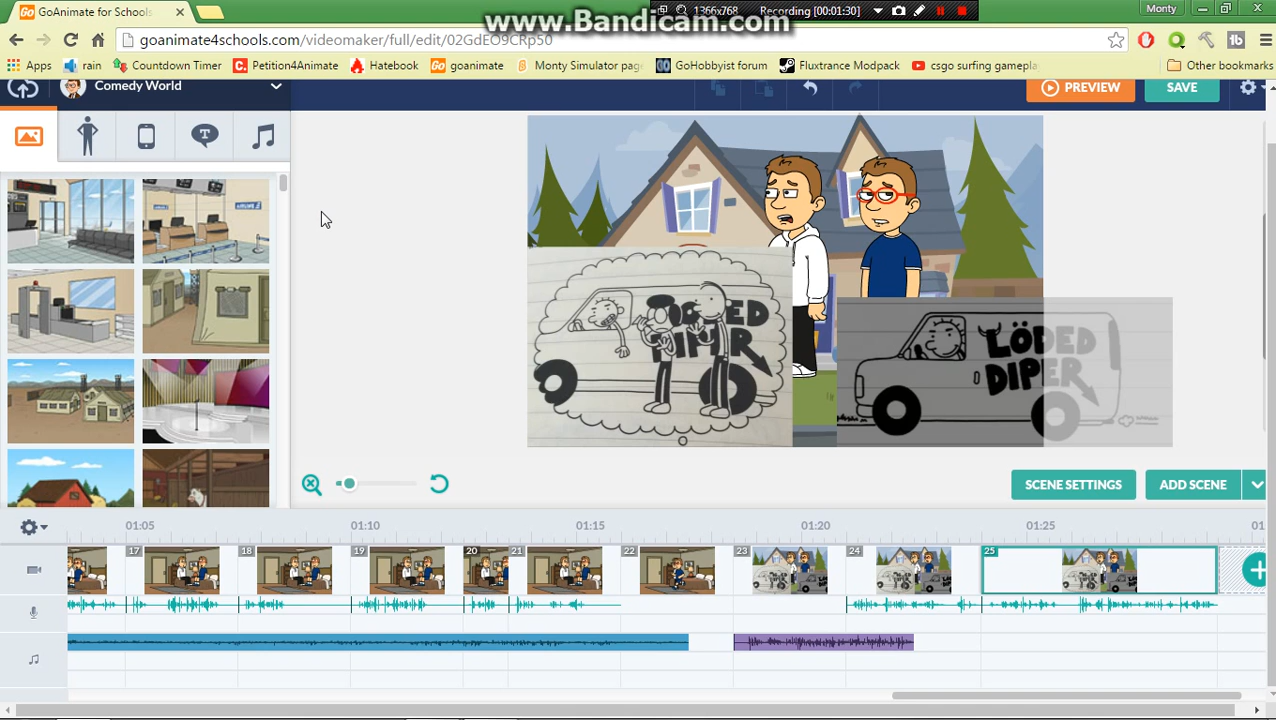 GoAnimate for Schools
1366x768
Recording [00:01:30]
Monty
www.Bandicam.com
goanimate4schools.com/videomaker/full/edit/02GdEO9CRp50
Apps
rain
Countdown Timer
Petition4Animate
Hatebook
goanimate
Monty Simulator page
GoHobyist forum
Fluxtrance Modpack
csgo surfing gamepla
Other bookmarks
Comedy World
PREVIEW
SAVE
LÖDED
DIPER
LÖDED
DIPER
SCENE SETTINGS
ADD SCENE
01:05
01:10
01:15
01:20
01:25
17
18
19
20
21
22
23
24
25